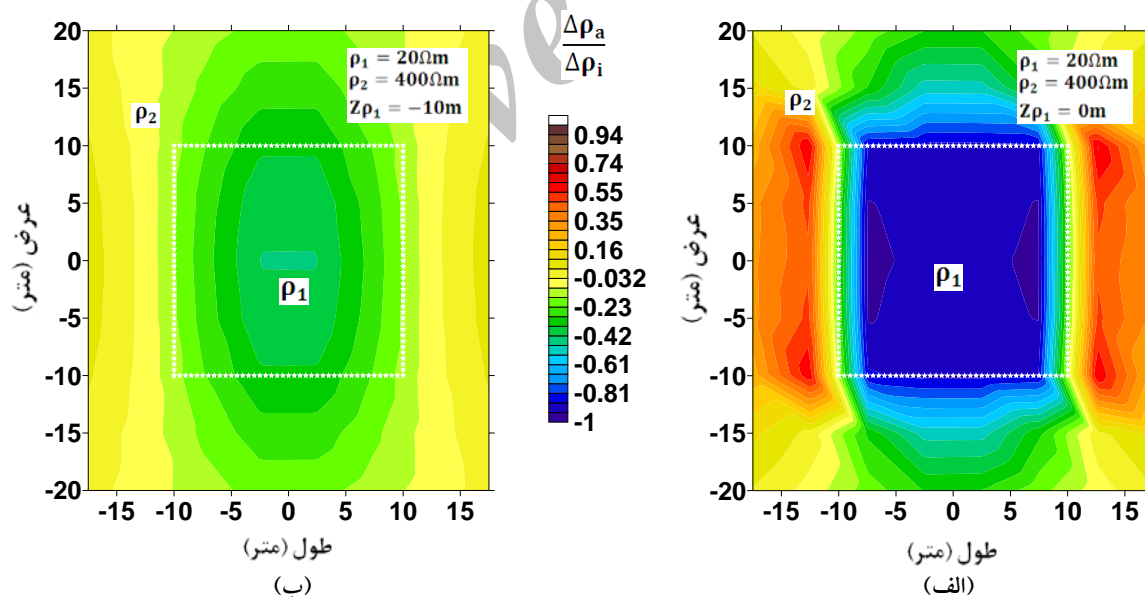 20
15
10
5
0
-5
-10
-15
-20
-15 -10 -5 0 5 10 15
عرض (متر)
طول (متر)
(ب)
ρ₂
ρ₁
ρ₁ = 20Ωm
ρ₂ = 400Ωm
Zρ₁ = −10m
Δρₐ
Δρᵢ
0.94
0.74
0.55
0.35
0.16
-0.032
-0.23
-0.42
-0.61
-0.81
-1
20
15
10
5
0
-5
-10
-15
-20
-15 -10 -5 0 5 10 15
عرض (متر)
طول (متر)
(الف)
ρ₂
ρ₁
ρ₁ = 20Ωm
ρ₂ = 400Ωm
Zρ₁ = 0m